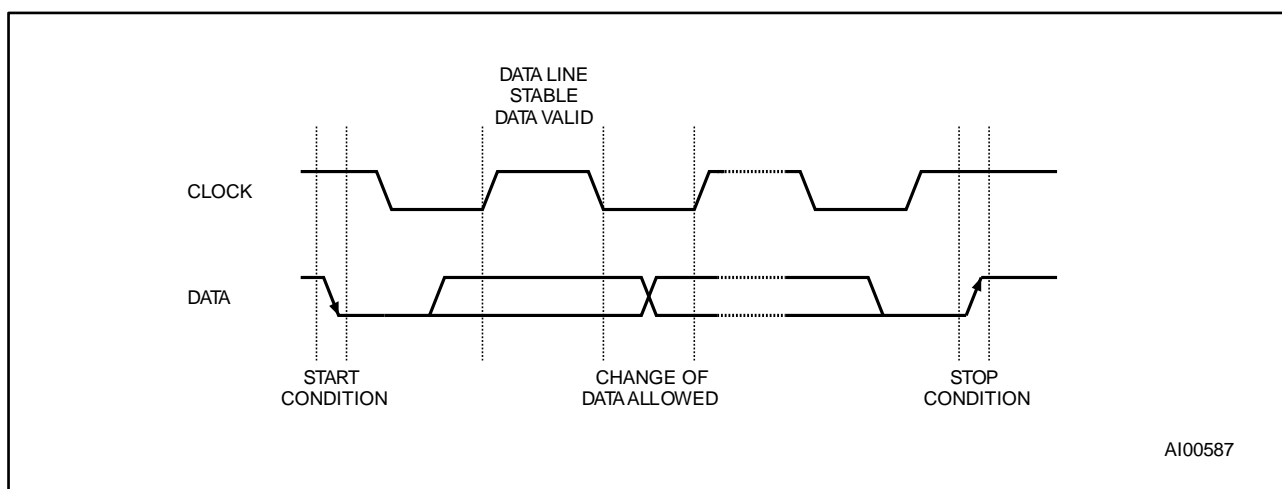 DATA LINE
STABLE
DATA VALID
CLOCK
DATA
START
CONDITION
CHANGE OF
DATA ALLOWED
STOP
CONDITION
AI00587